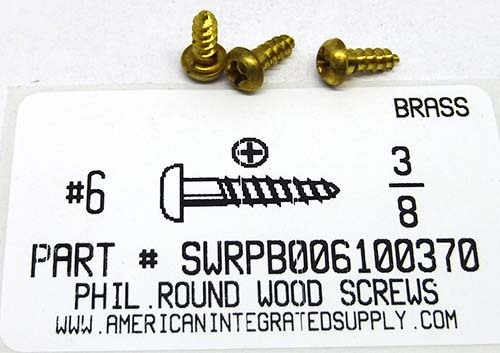 BRASS
#6
3
8
PART # SWRPB006100370
PHIL.ROUND WOOD SCREWS
WWW.AMERICANINTEGRATEDSUPPLY.COM